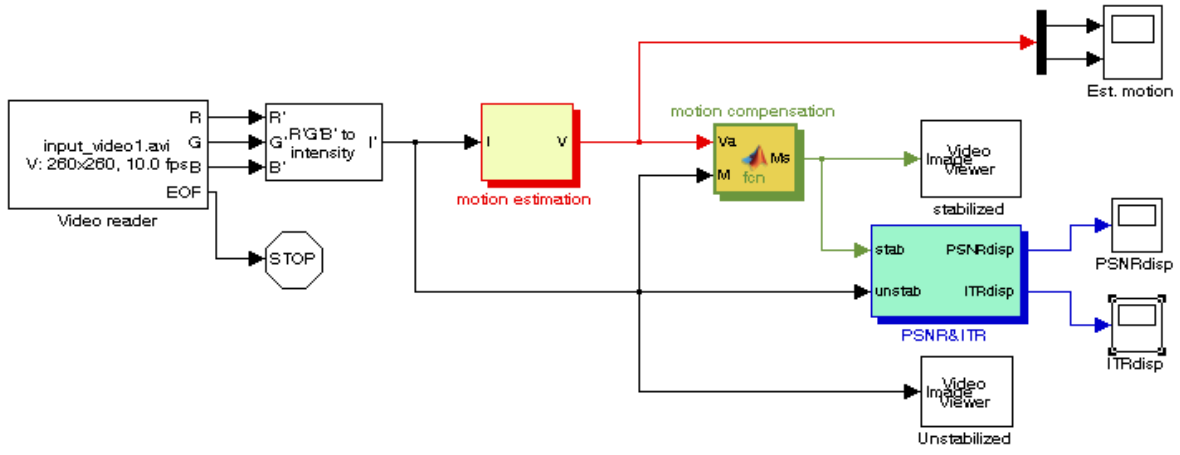 Est. motion
motion compensation
input_video1.avi
V: 260x260, 10.0 fps
R
G
B
EOF
Video reader
R'
G'
B'
R'G'B' to
intensity
I'
I
V
motion estimation
Va
M
Ms
fcn
Image
Video
Viewer
stabilized
STOP
stab
unstab
PSNRdisp
ITRdisp
PSNR&ITR
PSNRdisp
ITRdisp
Image
Video
Viewer
Unstabilized